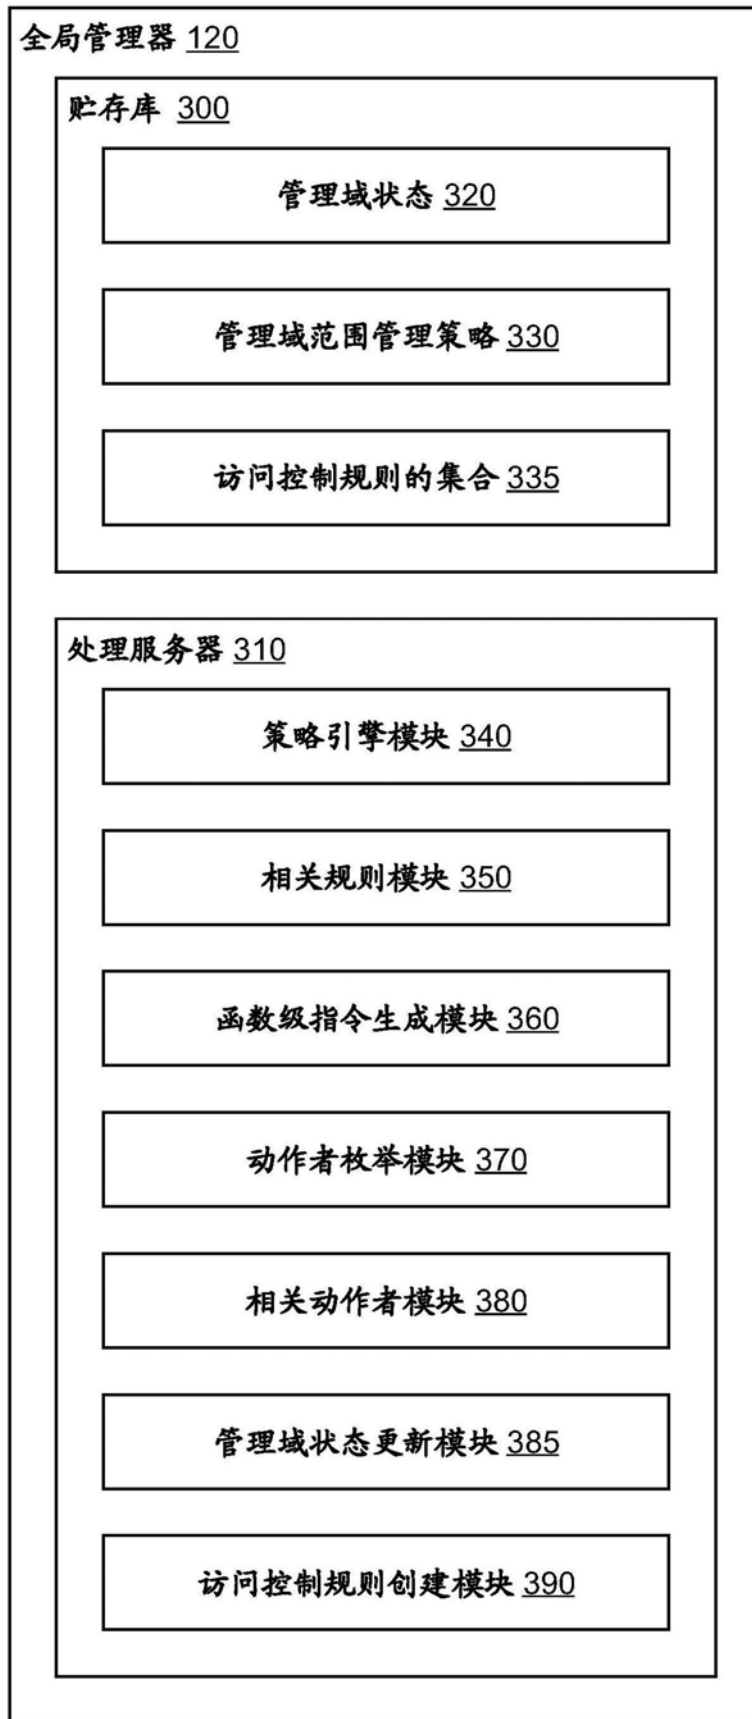 全局管理器 120
贮存库 300
管理域状态 320
管理域范围管理策略 330
访问控制规则的集合 335
处理服务器 310
策略引擎模块 340
相关规则模块 350
函数级指令生成模块 360
动作者枚举模块 370
相关动作者模块 380
管理域状态更新模块 385
访问控制规则创建模块 390